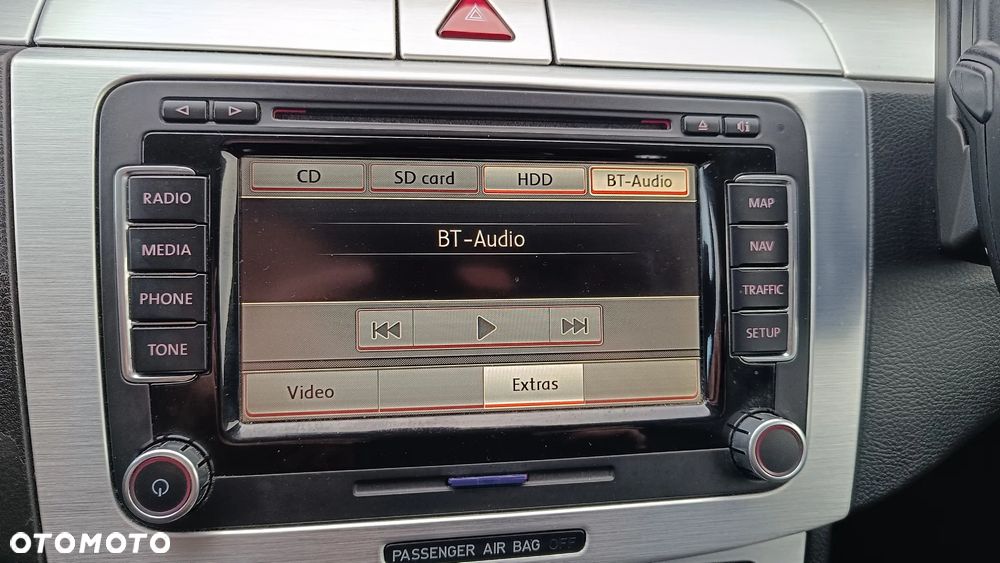 CD
SD card
HDD
BT-Audio
RADIO
MEDIA
PHONE
TONE
BT-Audio
MAP
NAV
TRAFFIC
SETUP
Video
Extras
PASSENGER AIR BAG OFF
OTOMOTO